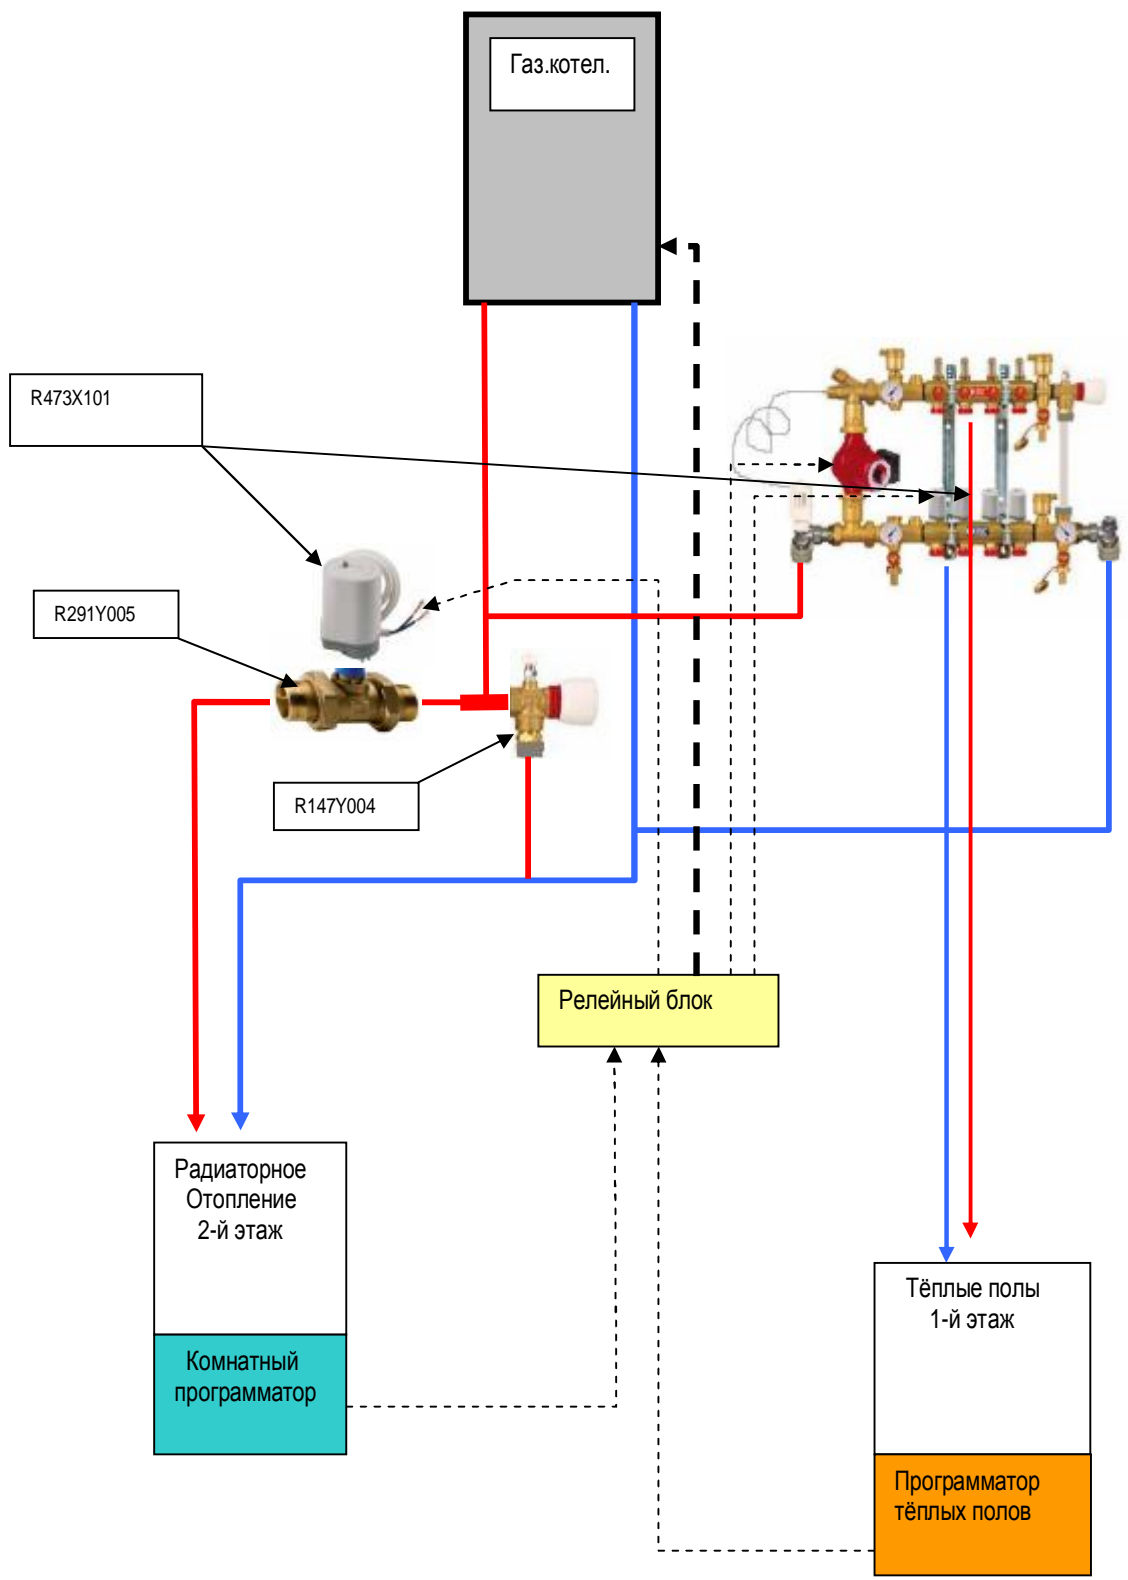 Газ.котел.
R473X101
R291Y005
R147Y004
Релейный блок
Радиаторное
Отопление
2-й этаж
Комнатный
программатор
Тёплые полы
1-й этаж
Программатор
тёплых полов